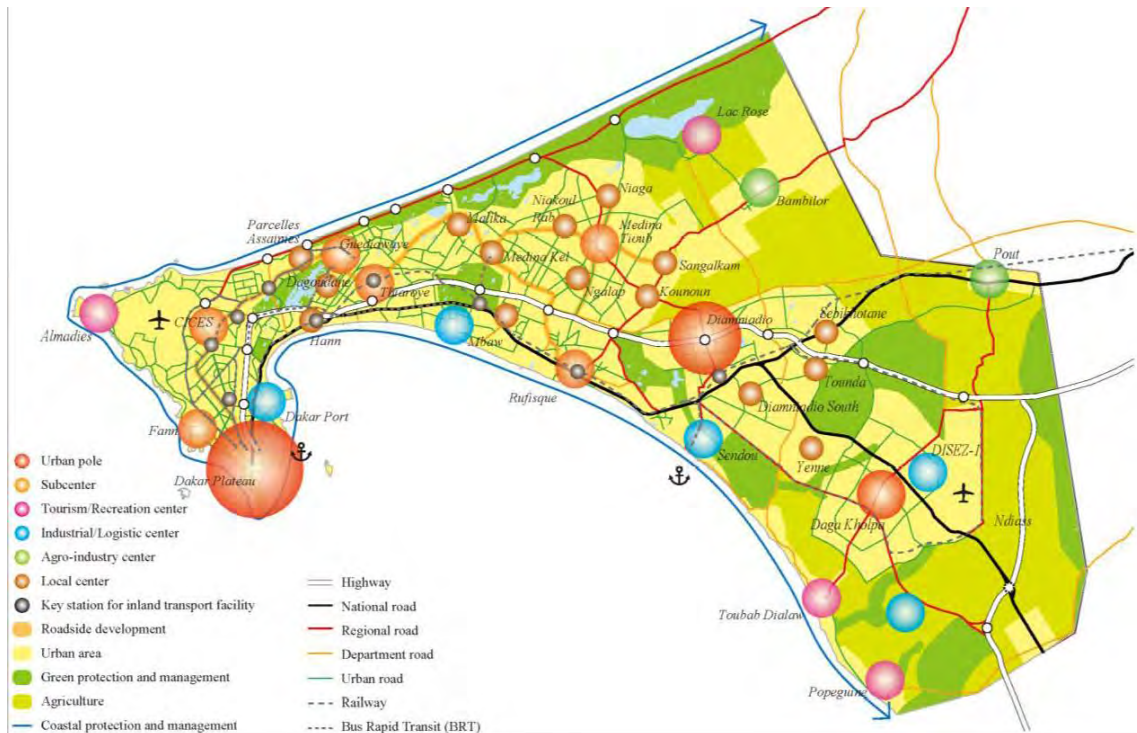 Lac Rose
Bambilor
Niaga
Niakoul
Rab
Malika
Medina
Tioub
Parcelles
Assainies
Guediawaye
Medina Kel
Sangalkam
Pout
Dagoudane
Thiaroye
Ngalap
Kounoun
Almadies
CICES
Hann
Mbaw
Diamniadio
Sebikhotane
Rufisque
Tounda
Dakar Port
Diamniadio South
Fann
Sendou
Yenne
DISEZ-1
Dakar Plateau
Daga Kholpa
Ndiass
Toubab Dialaw
Popeguine
Urban pole
Subcenter
Tourism/Recreation center
Industrial/Logistic center
Agro-industry center
Local center
Key station for inland transport facility
Roadside development
Urban area
Green protection and management
Agriculture
Coastal protection and management
Highway
National road
Regional road
Department road
Urban road
Railway
Bus Rapid Transit (BRT)